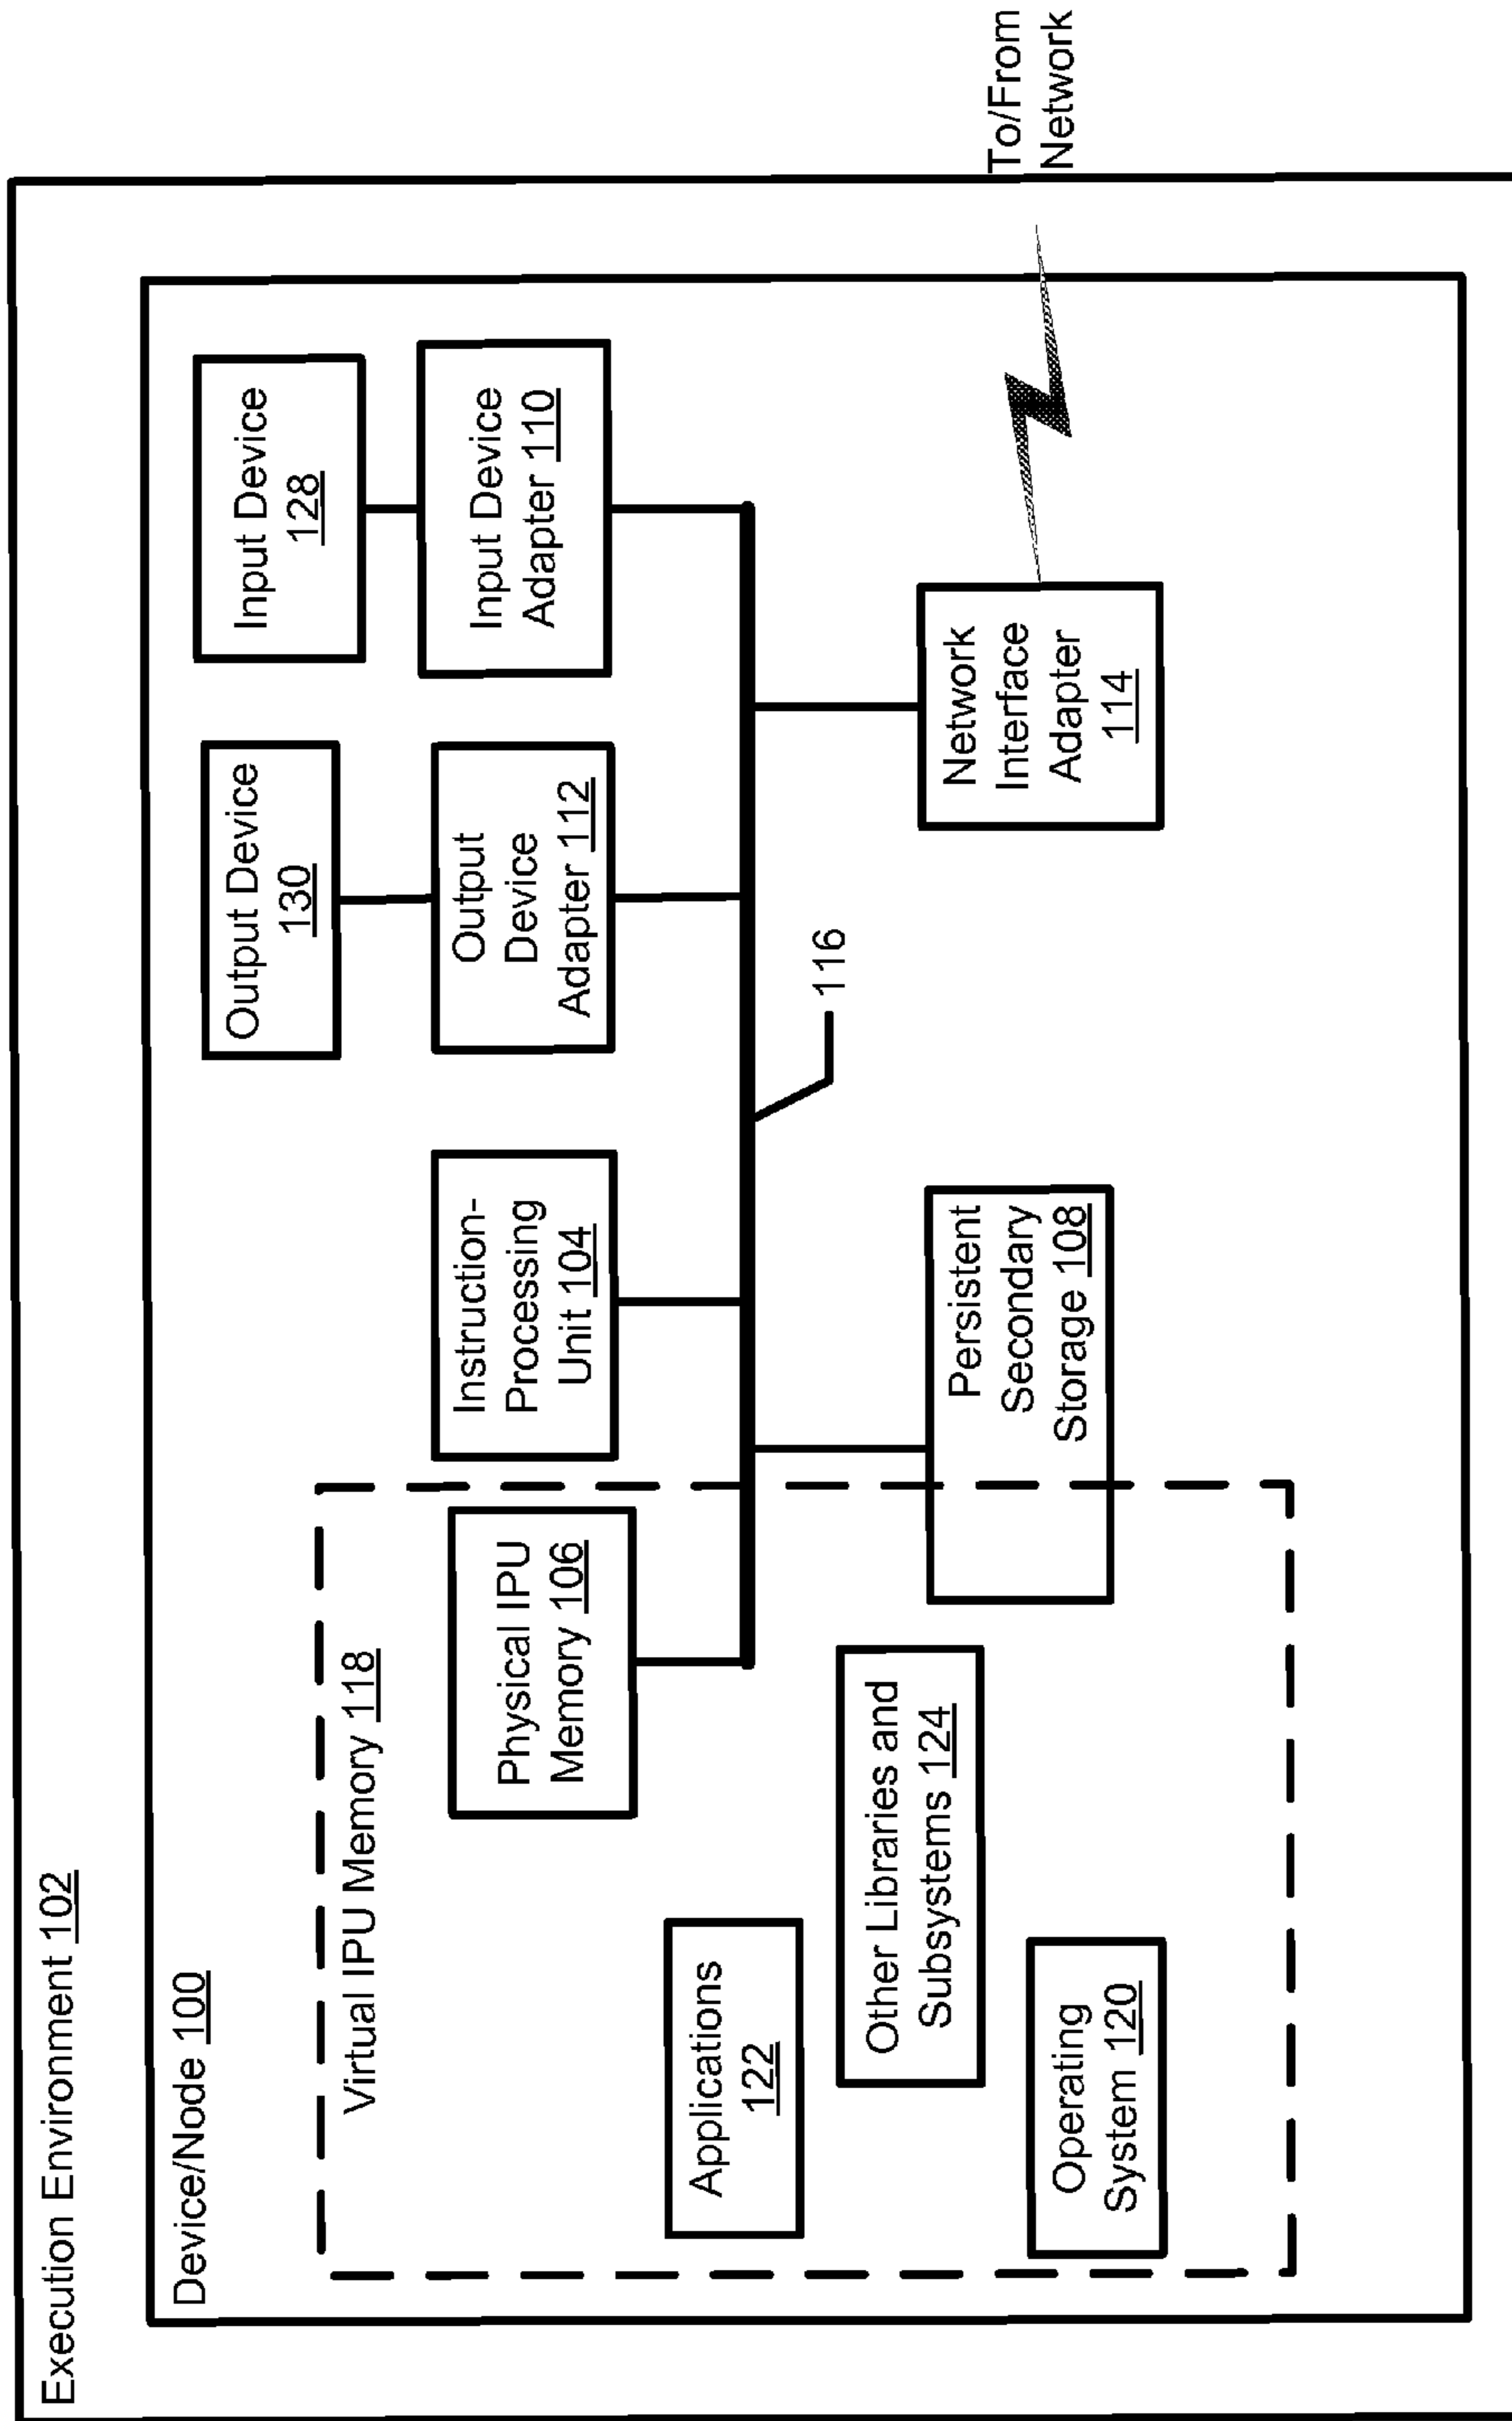 Execution Environment 102
Device/Node 100
Virtual IPU Memory 118
Output Device
130
Input Device
128
Physical IPU
Memory 106
Instruction-
Processing
Unit 104
Output
Device
Adapter 112
Input Device
Adapter 110
Applications
122
116
Other Libraries and
Subsystems 124
Persistent
Secondary
Storage 108
Network
Interface
Adapter
114
To/From
Network
Operating
System 120